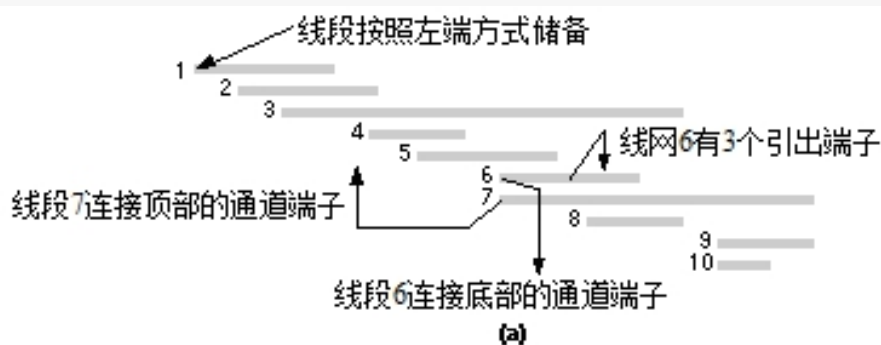 线段按照左端方式储备
1
2
3
4
线网6有3个引出端子
5
6
线段7连接顶部的通道端子
7
8
9
10
线段6连接底部的通道端子
(a)